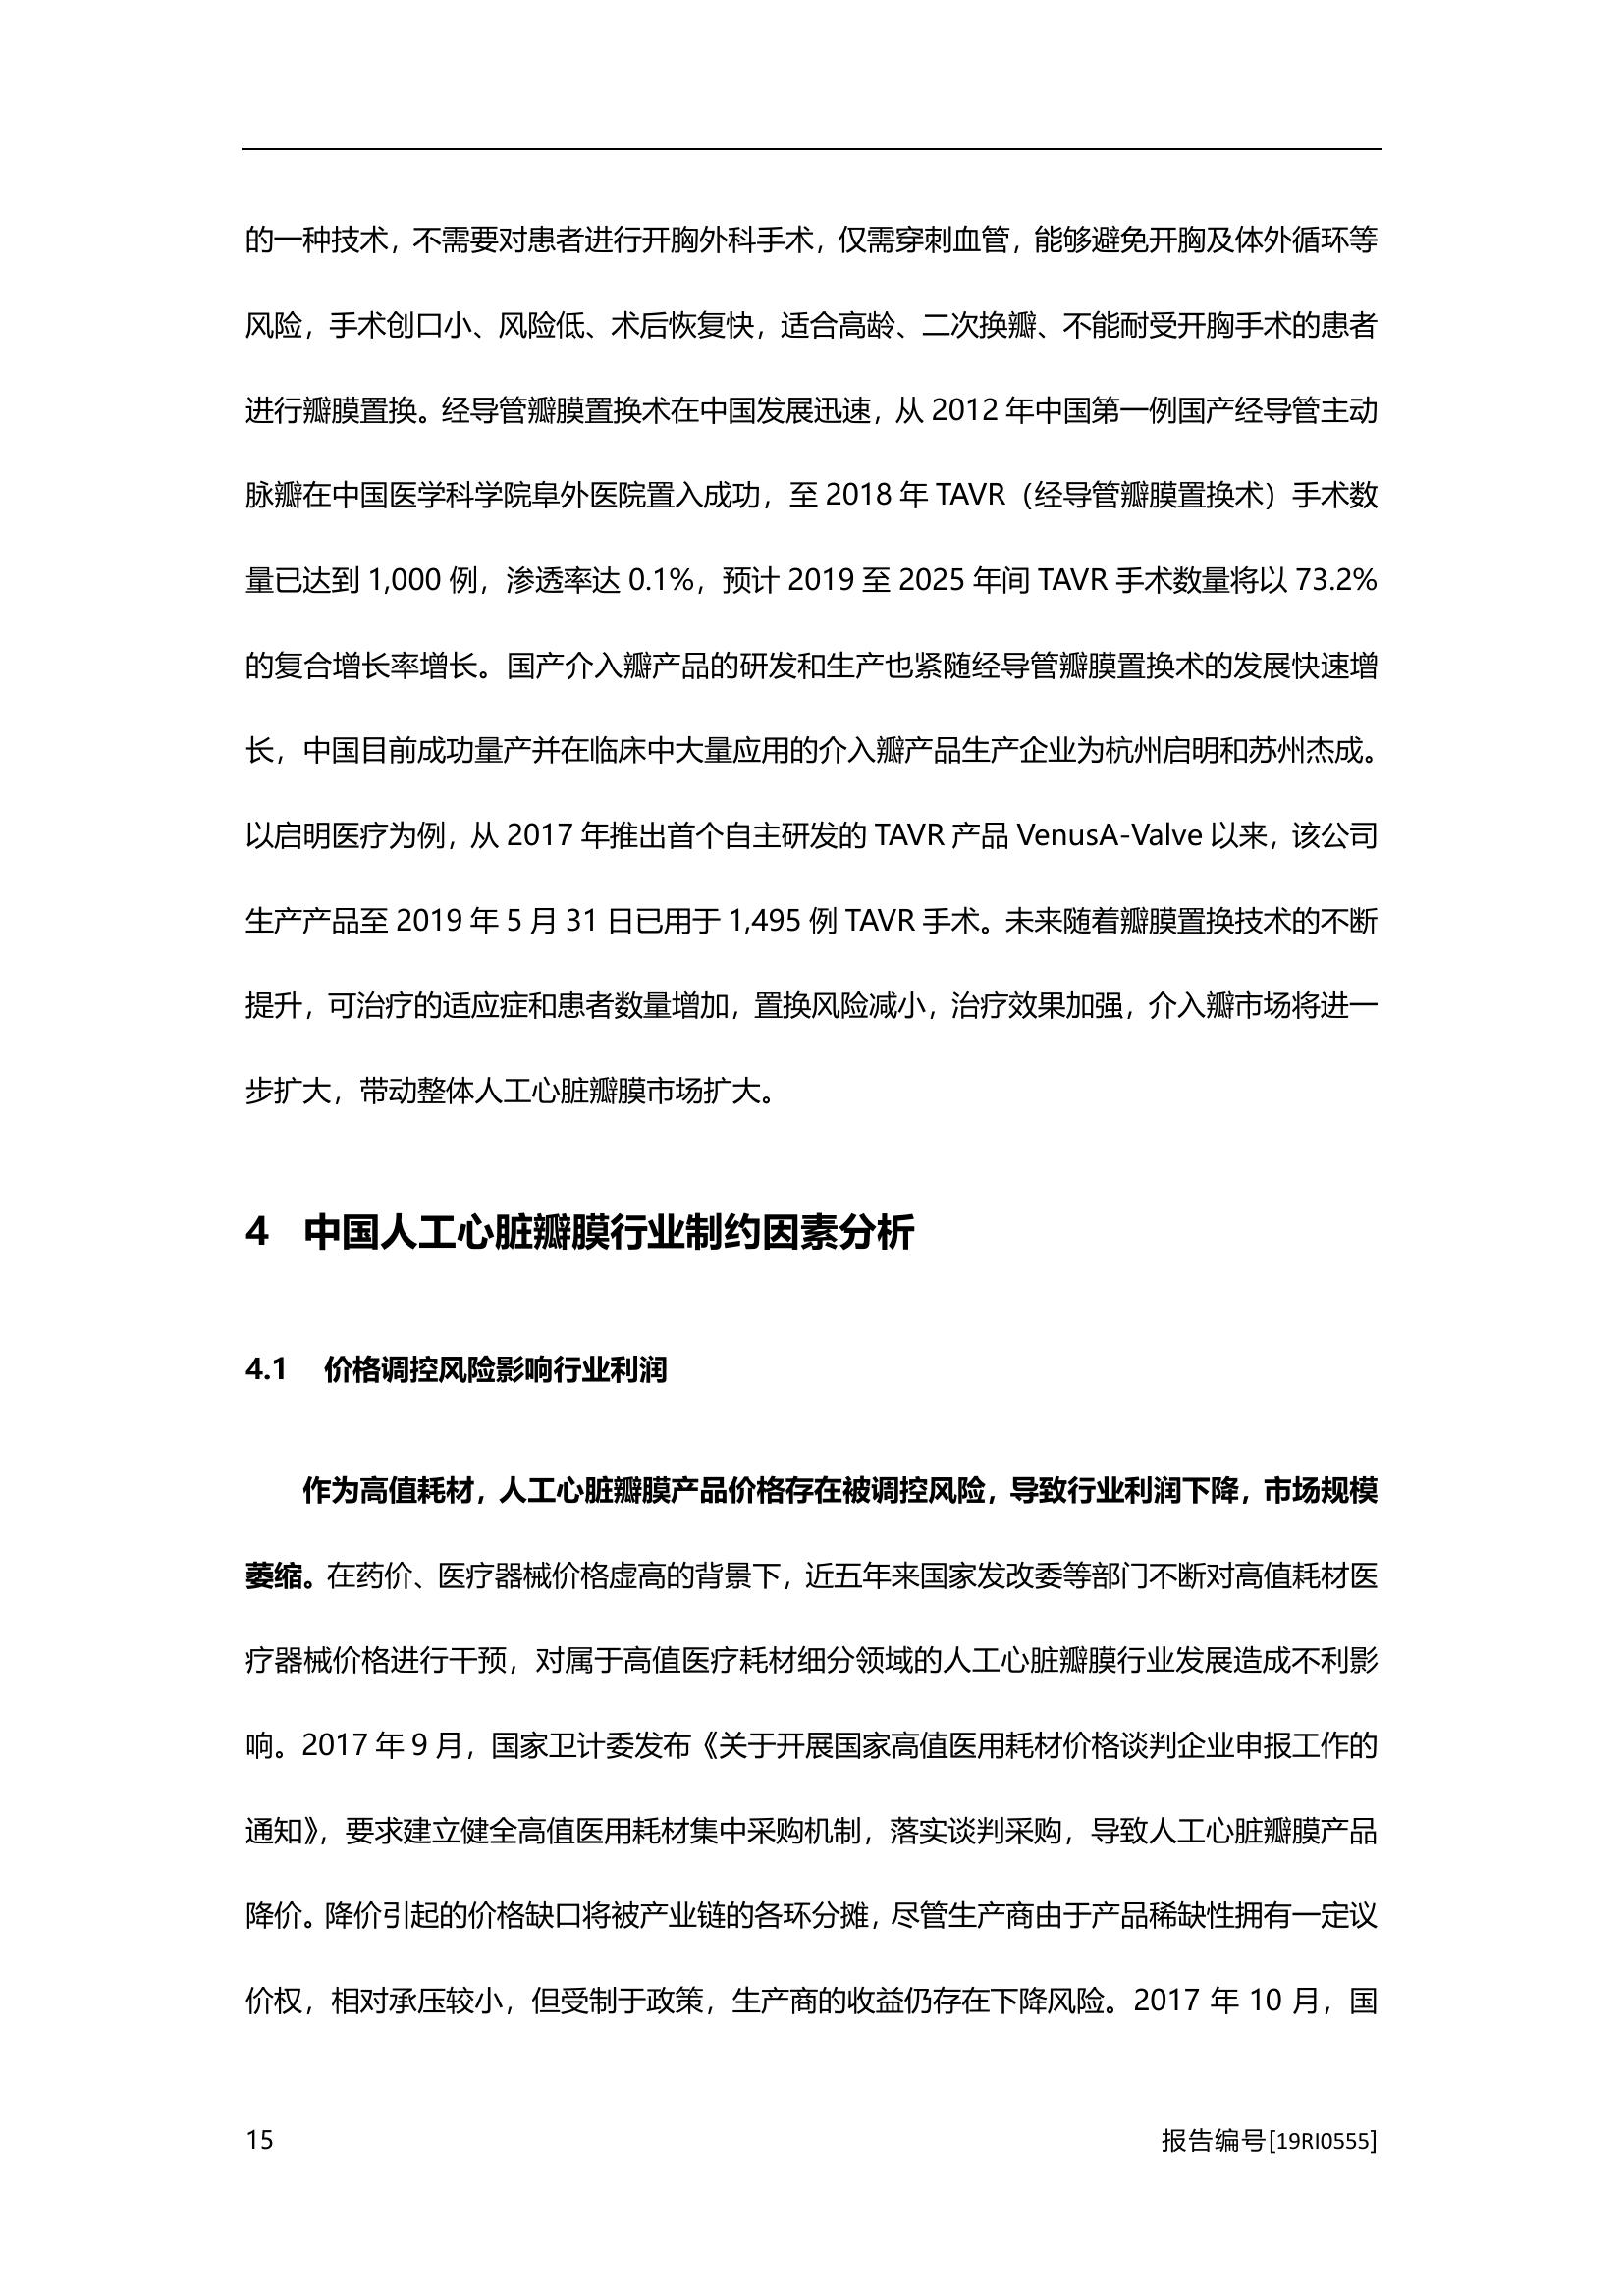 的一种技术，不需要对患者进行开胸外科手术，仅需穿刺血管，能够避免开胸及体外循环等
风险，手术创口小、风险低、术后恢复快，适合高龄、二次换瓣、不能耐受开胸手术的患者
进行瓣膜置换。经导管瓣膜置换术在中国发展迅速，从 2012 年中国第一例国产经导管主动
脉瓣在中国医学科学院阜外医院置入成功，至 2018 年 TAVR（经导管瓣膜置换术）手术数
量已达到 1,000 例，渗透率达 0.1%，预计 2019 至 2025 年间 TAVR 手术数量将以 73.2%
的复合增长率增长。国产介入瓣产品的研发和生产也紧随经导管瓣膜置换术的发展快速增
长，中国目前成功量产并在临床中大量应用的介入瓣产品生产企业为杭州启明和苏州杰成。
以启明医疗为例，从 2017 年推出首个自主研发的 TAVR 产品 VenusA-Valve 以来，该公司
生产产品至 2019 年 5 月 31 日已用于 1,495 例 TAVR 手术。未来随着瓣膜置换技术的不断
提升，可治疗的适应症和患者数量增加，置换风险减小，治疗效果加强，介入瓣市场将进一
步扩大，带动整体人工心脏瓣膜市场扩大。
4 中国人工心脏瓣膜行业制约因素分析
4.1 价格调控风险影响行业利润
作为高值耗材，人工心脏瓣膜产品价格存在被调控风险，导致行业利润下降，市场规模
萎缩。在药价、医疗器械价格虚高的背景下，近五年来国家发改委等部门不断对高值耗材医
疗器械价格进行干预，对属于高值医疗耗材细分领域的人工心脏瓣膜行业发展造成不利影
响。2017 年 9 月，国家卫计委发布《关于开展国家高值医用耗材价格谈判企业申报工作的
通知》，要求建立健全高值医用耗材集中采购机制，落实谈判采购，导致人工心脏瓣膜产品
降价。降价引起的价格缺口将被产业链的各环分摊，尽管生产商由于产品稀缺性拥有一定议
价权，相对承压较小，但受制于政策，生产商的收益仍存在下降风险。2017 年 10 月，国
15 报告编号[19RI0555]